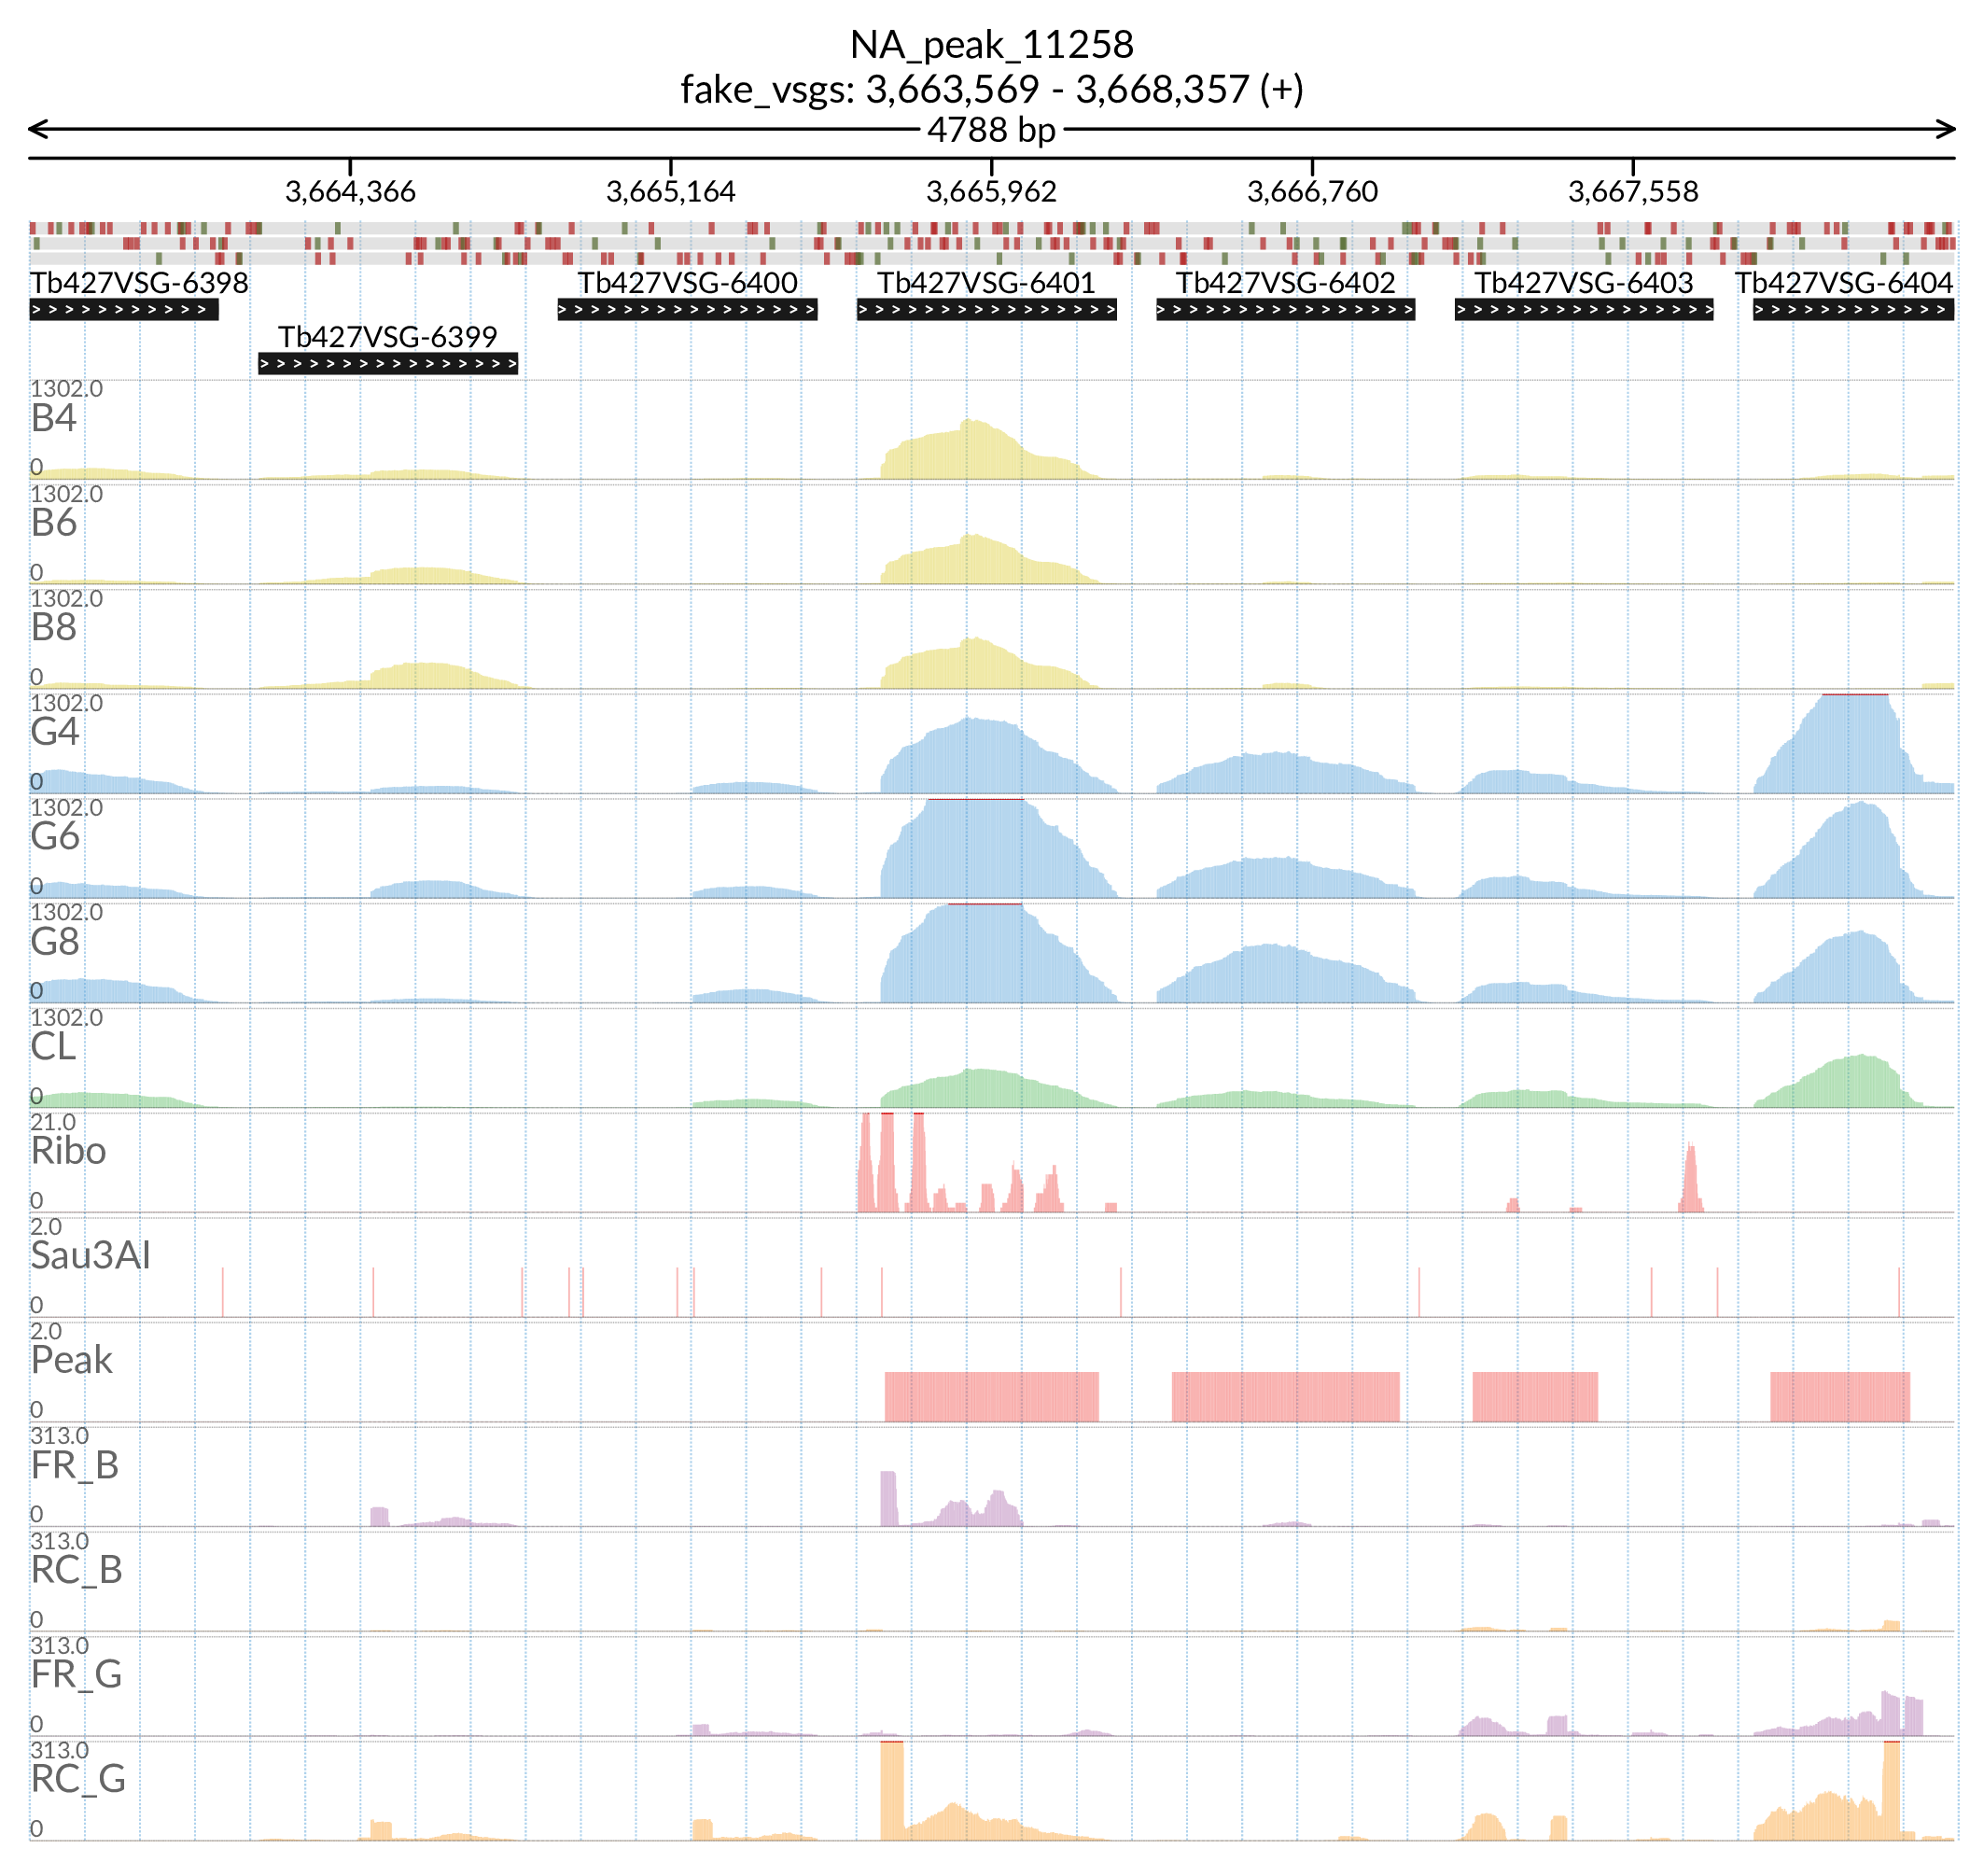 NA_peak_11258
fake_vsgs: 3,663,569 - 3,668,357 (+)
4788 bp
3,664,366 3,665,164 3,665,962 3,666,760 3,667,558
Tb427VSG-6398 Tb427VSG-6400 Tb427VSG-6401 Tb427VSG-6402 Tb427VSG-6403 Tb427VSG-6404
Tb427VSG-6399
1302.0
B4
0
1302.0
B6
0
1302.0
B8
0
1302.0
G4
0
1302.0
G6
0
1302.0
G8
0
1302.0
CL
0
21.0
Ribo
0
2.0
Sau3AI
0
2.0
Peak
0
313.0
FR_B
0
313.0
RC_B
0
313.0
FR_G
0
313.0
RC_G
0